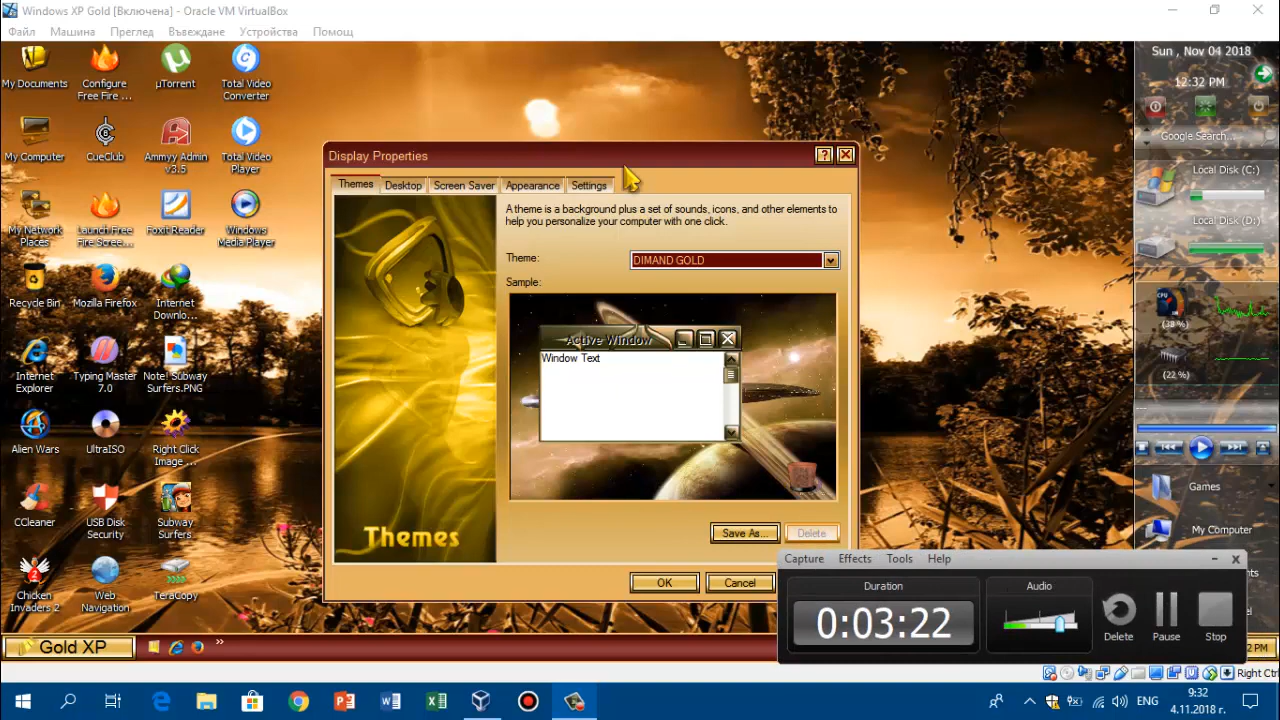 Windows XP Gold [Включена] - Oracle VM VirtualBox
Файл Машина Преглед Въвеждане Устройства Помощ
My Documents
Configure
Free Fire ...
µTorrent
Total Video
Converter
My Computer
CueClub
Ammyy Admin
v3.5
Total Video
Player
My Network
Places
Launch Free
Fire Scree...
Foxit Reader
Windows
Media Player
Recycle Bin
Mozilla Firefox
Internet
Downlo...
Internet
Explorer
Typing Master
7.0
Note! Subway
Surfers.PNG
Alien Wars
UltraISO
Right Click
Image ...
CCleaner
USB Disk
Security
Subway
Surfers
Chicken
Invaders 2
Web
Navigation
TeraCopy
Display Properties
Themes Desktop Screen Saver Appearance Settings
A theme is a background plus a set of sounds, icons, and other elements to
help you personalize your computer with one click.
Theme:
DIMAND GOLD
Sample:
Active Window
Window Text
Themes
Save As...
Delete
OK
Cancel
Sun , Nov 04 2018
12:32 PM
Google Search...
Local Disk (C:)
Local Disk (D:)
CPU
(38 %)
(22 %)
Games
My Computer
Capture Effects Tools Help
Duration
0:03:22
Audio
Delete
Pause
Stop
Gold XP
»
2 PM
Right Ctrl
ENG
9:32
4.11.2018 г.